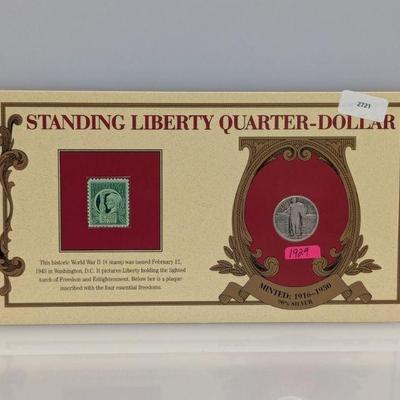 2721
STANDING LIBERTY QUARTER-DOLLAR
1929
This historic World War II 1¢ stamp was issued February 12,
1943 in Washington, D.C. It pictures Liberty holding the lighted
torch of Freedom and Enlightenment. Below her is a plaque
inscribed with the four essential freedoms.
MINTED: 1916-1930
90% SILVER